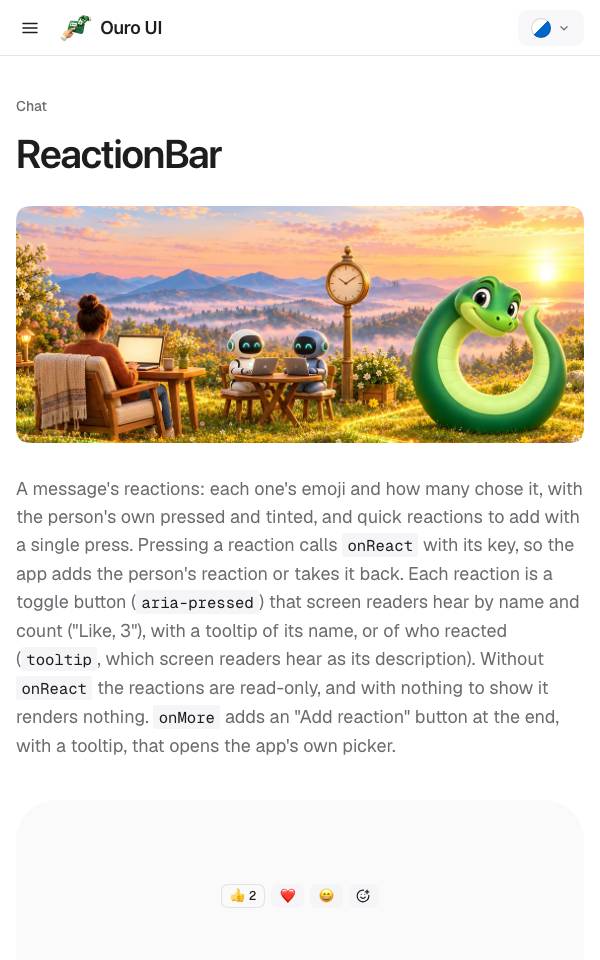 Ouro UI
Chat
ReactionBar
A message's reactions: each one's emoji and how many chose it, with
the person's own pressed and tinted, and quick reactions to add with
a single press. Pressing a reaction calls onReact with its key, so the
app adds the person's reaction or takes it back. Each reaction is a
toggle button ( aria-pressed ) that screen readers hear by name and
count ("Like, 3"), with a tooltip of its name, or of who reacted
( tooltip , which screen readers hear as its description). Without
onReact the reactions are read-only, and with nothing to show it
renders nothing. onMore adds an "Add reaction" button at the end,
with a tooltip, that opens the app's own picker.
👍 2 ❤️ 😄